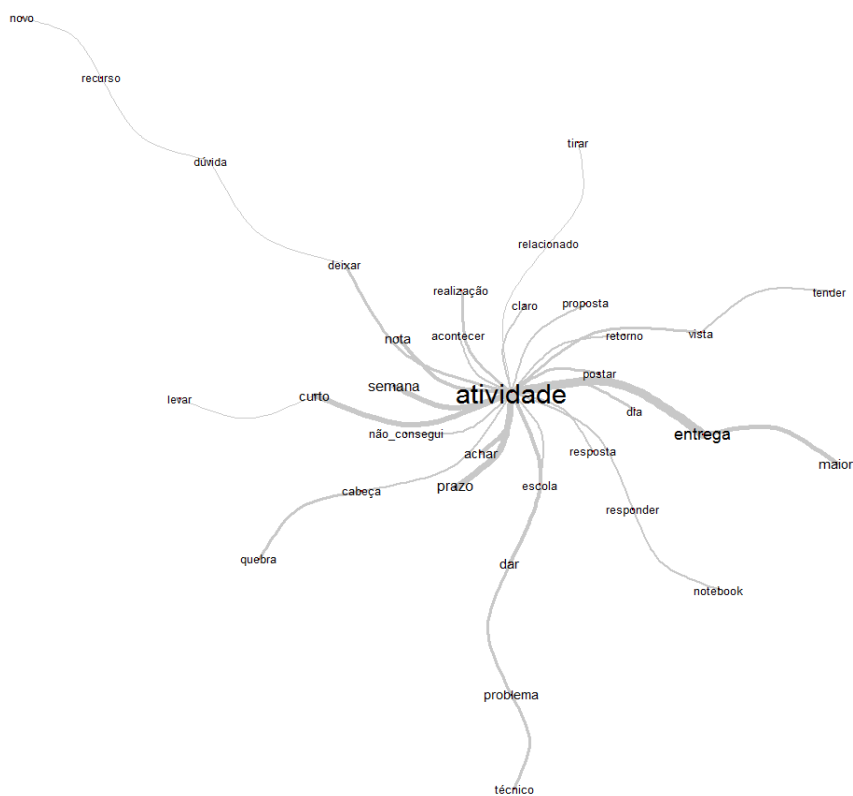 novo
recurso
tirar
dúvida
relacionado
deixar
realização
tender
claro
proposta
acontecer
retorno
vista
nota
postar
semana
atividade
levar
curto
dia
não_consegui
entrega
achar
resposta
maior
prazo
escola
cabeça
responder
quebra
dar
notebook
problema
técnico